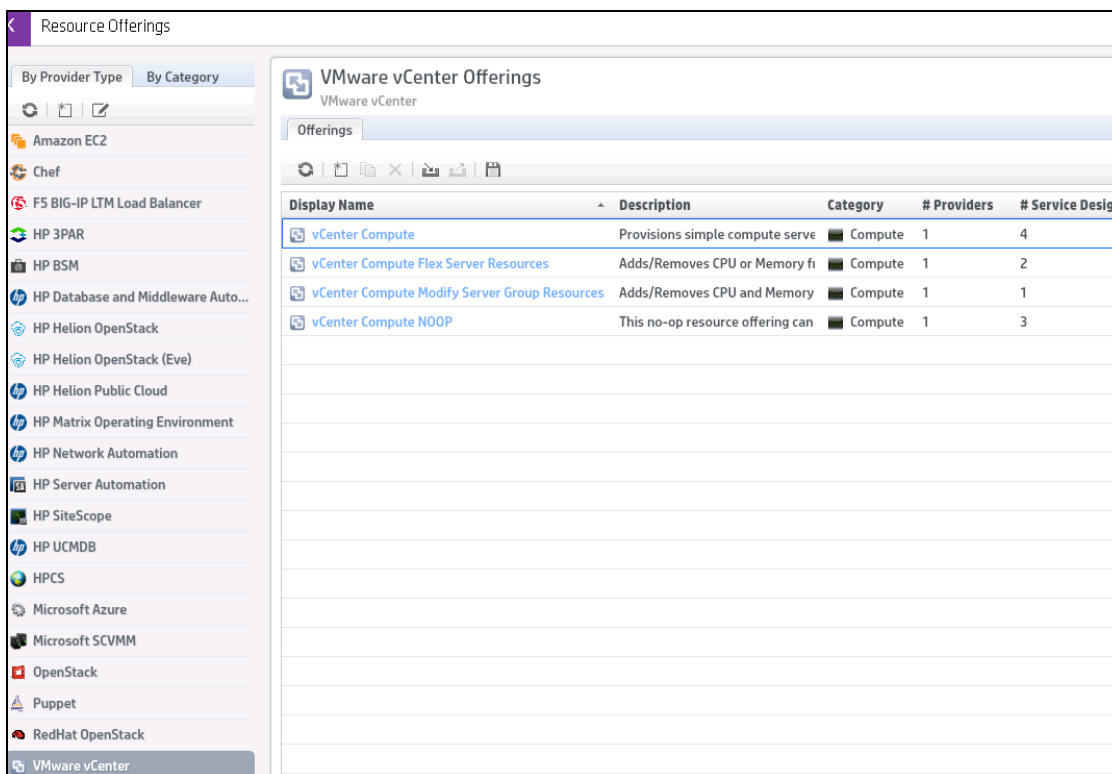 Resource Offerings
By Provider Type By Category
Amazon EC2
Chef
F5 BIG-IP LTM Load Balancer
HP 3PAR
HP BSM
HP Database and Middleware Auto...
HP Helion OpenStack
HP Helion OpenStack (Eve)
HP Helion Public Cloud
HP Matrix Operating Environment
HP Network Automation
HP Server Automation
HP SiteScope
HP UCMDB
HPCS
Microsoft Azure
Microsoft SCVMM
OpenStack
Puppet
RedHat OpenStack
VMware vCenter
VMware vCenter Offerings
VMware vCenter
Offerings
Display Name Description Category # Providers # Service Desig
vCenter Compute Provisions simple compute serve Compute 1 4
vCenter Compute Flex Server Resources Adds/Removes CPU or Memory fr Compute 1 2
vCenter Compute Modify Server Group Resources Adds/Removes CPU and Memory Compute 1 1
vCenter Compute NOOP This no-op resource offering can Compute 1 3